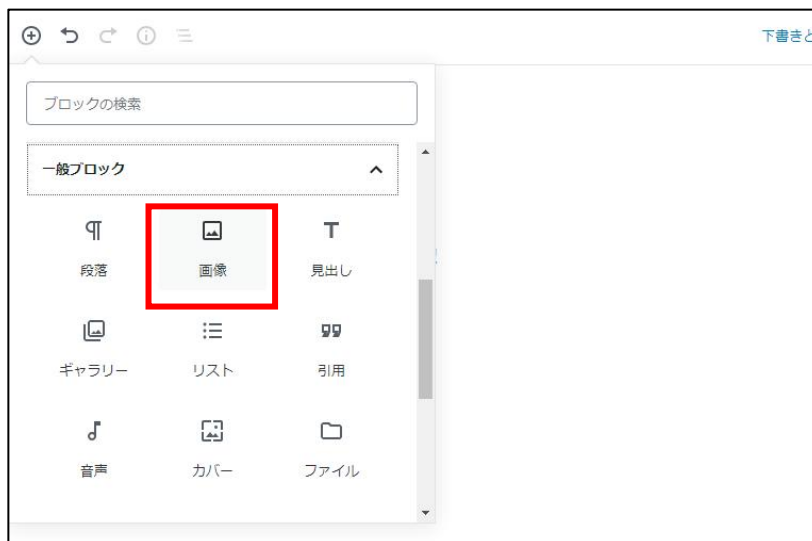 下書きと
ブロックの検索
一般ブロック
段落
画像
見出し
ギャラリー
リスト
引用
音声
カバー
ファイル